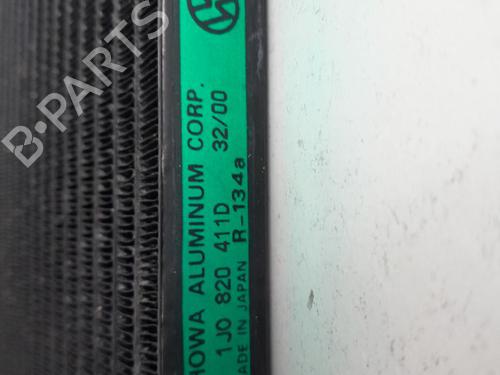 HOWA ALUMINUM CORP.
1J0 820 411D 32/00
ADE IN JAPAN R-134a
B-PARTS